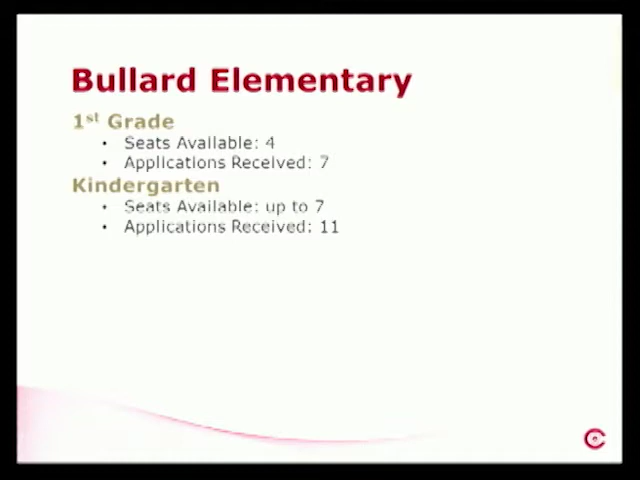 Bullard Elementary
1st Grade
• Seats Available: 4
• Applications Received: 7
Kindergarten
• Seats Available: up to 7
• Applications Received: 11